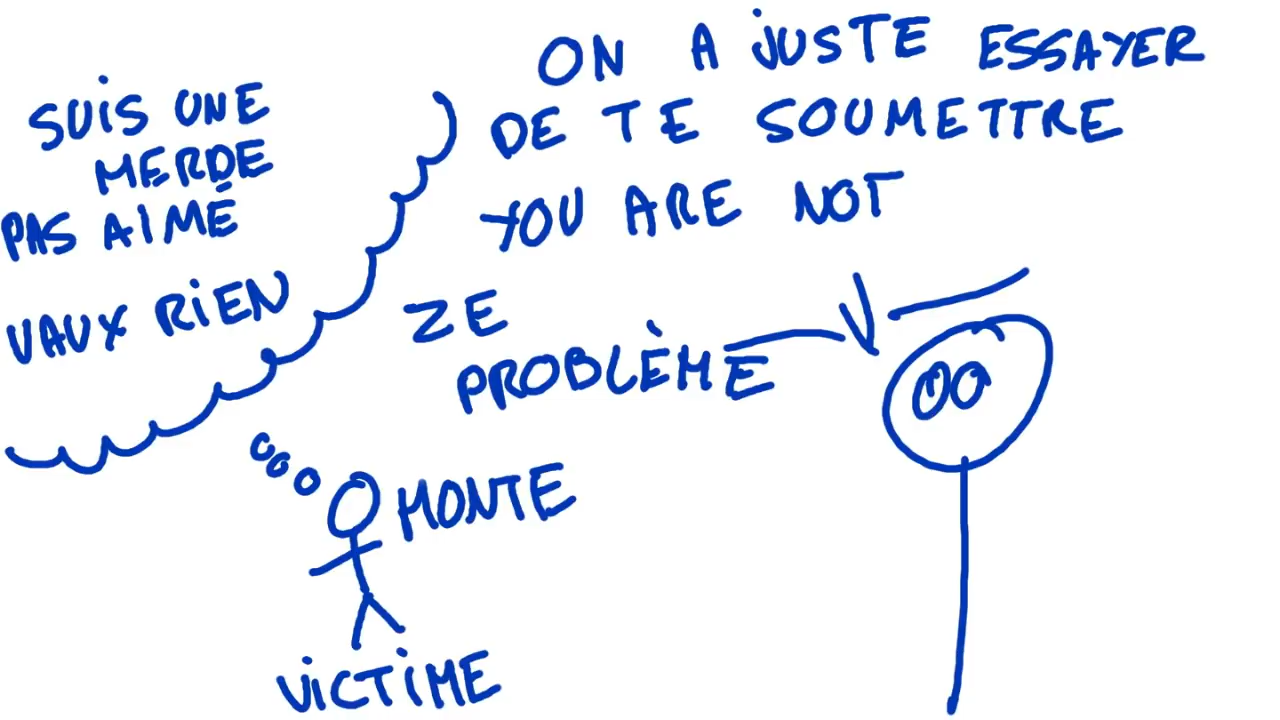 SUIS UNE
MERDE
PAS AIMÉ
VAUX RIEN
ON A JUSTE ESSAYER
DE TE SOUMETTRE
YOU ARE NOT
ZE
PROBLÈME
MONTE
VICTIME